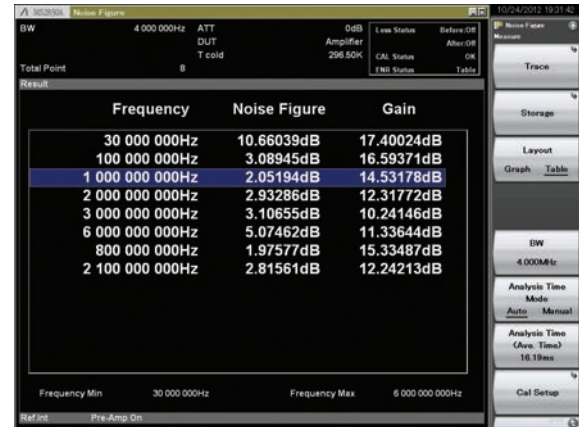 MS2830A Noise Figure
10/24/2012 19:31:42
BW 4 000 000Hz ATT 0dB
DUT Amplifier
T cold 296.50K
Total Point 8
Loss Status Before:Off
After:Off
CAL Status OK
ENR Status Table
Result
Frequency Noise Figure Gain
30 000 000Hz 10.66039dB 17.40024dB
100 000 000Hz 3.08945dB 16.59371dB
1 000 000 000Hz 2.05194dB 14.53178dB
2 000 000 000Hz 2.93286dB 12.31772dB
3 000 000 000Hz 3.10655dB 10.24146dB
6 000 000 000Hz 5.07462dB 11.33644dB
800 000 000Hz 1.97577dB 15.33487dB
2 100 000 000Hz 2.81561dB 12.24213dB
Frequency Min 30 000 000Hz Frequency Max 6 000 000 000Hz
Ref.Int Pre-Amp On
Noise Figure
Measure
Trace
Storage
Layout
Graph Table
BW
4.000MHz
Analysis Time
Mode
Auto Manual
Analysis Time
(Ave. Time)
16.19ms
Cal Setup